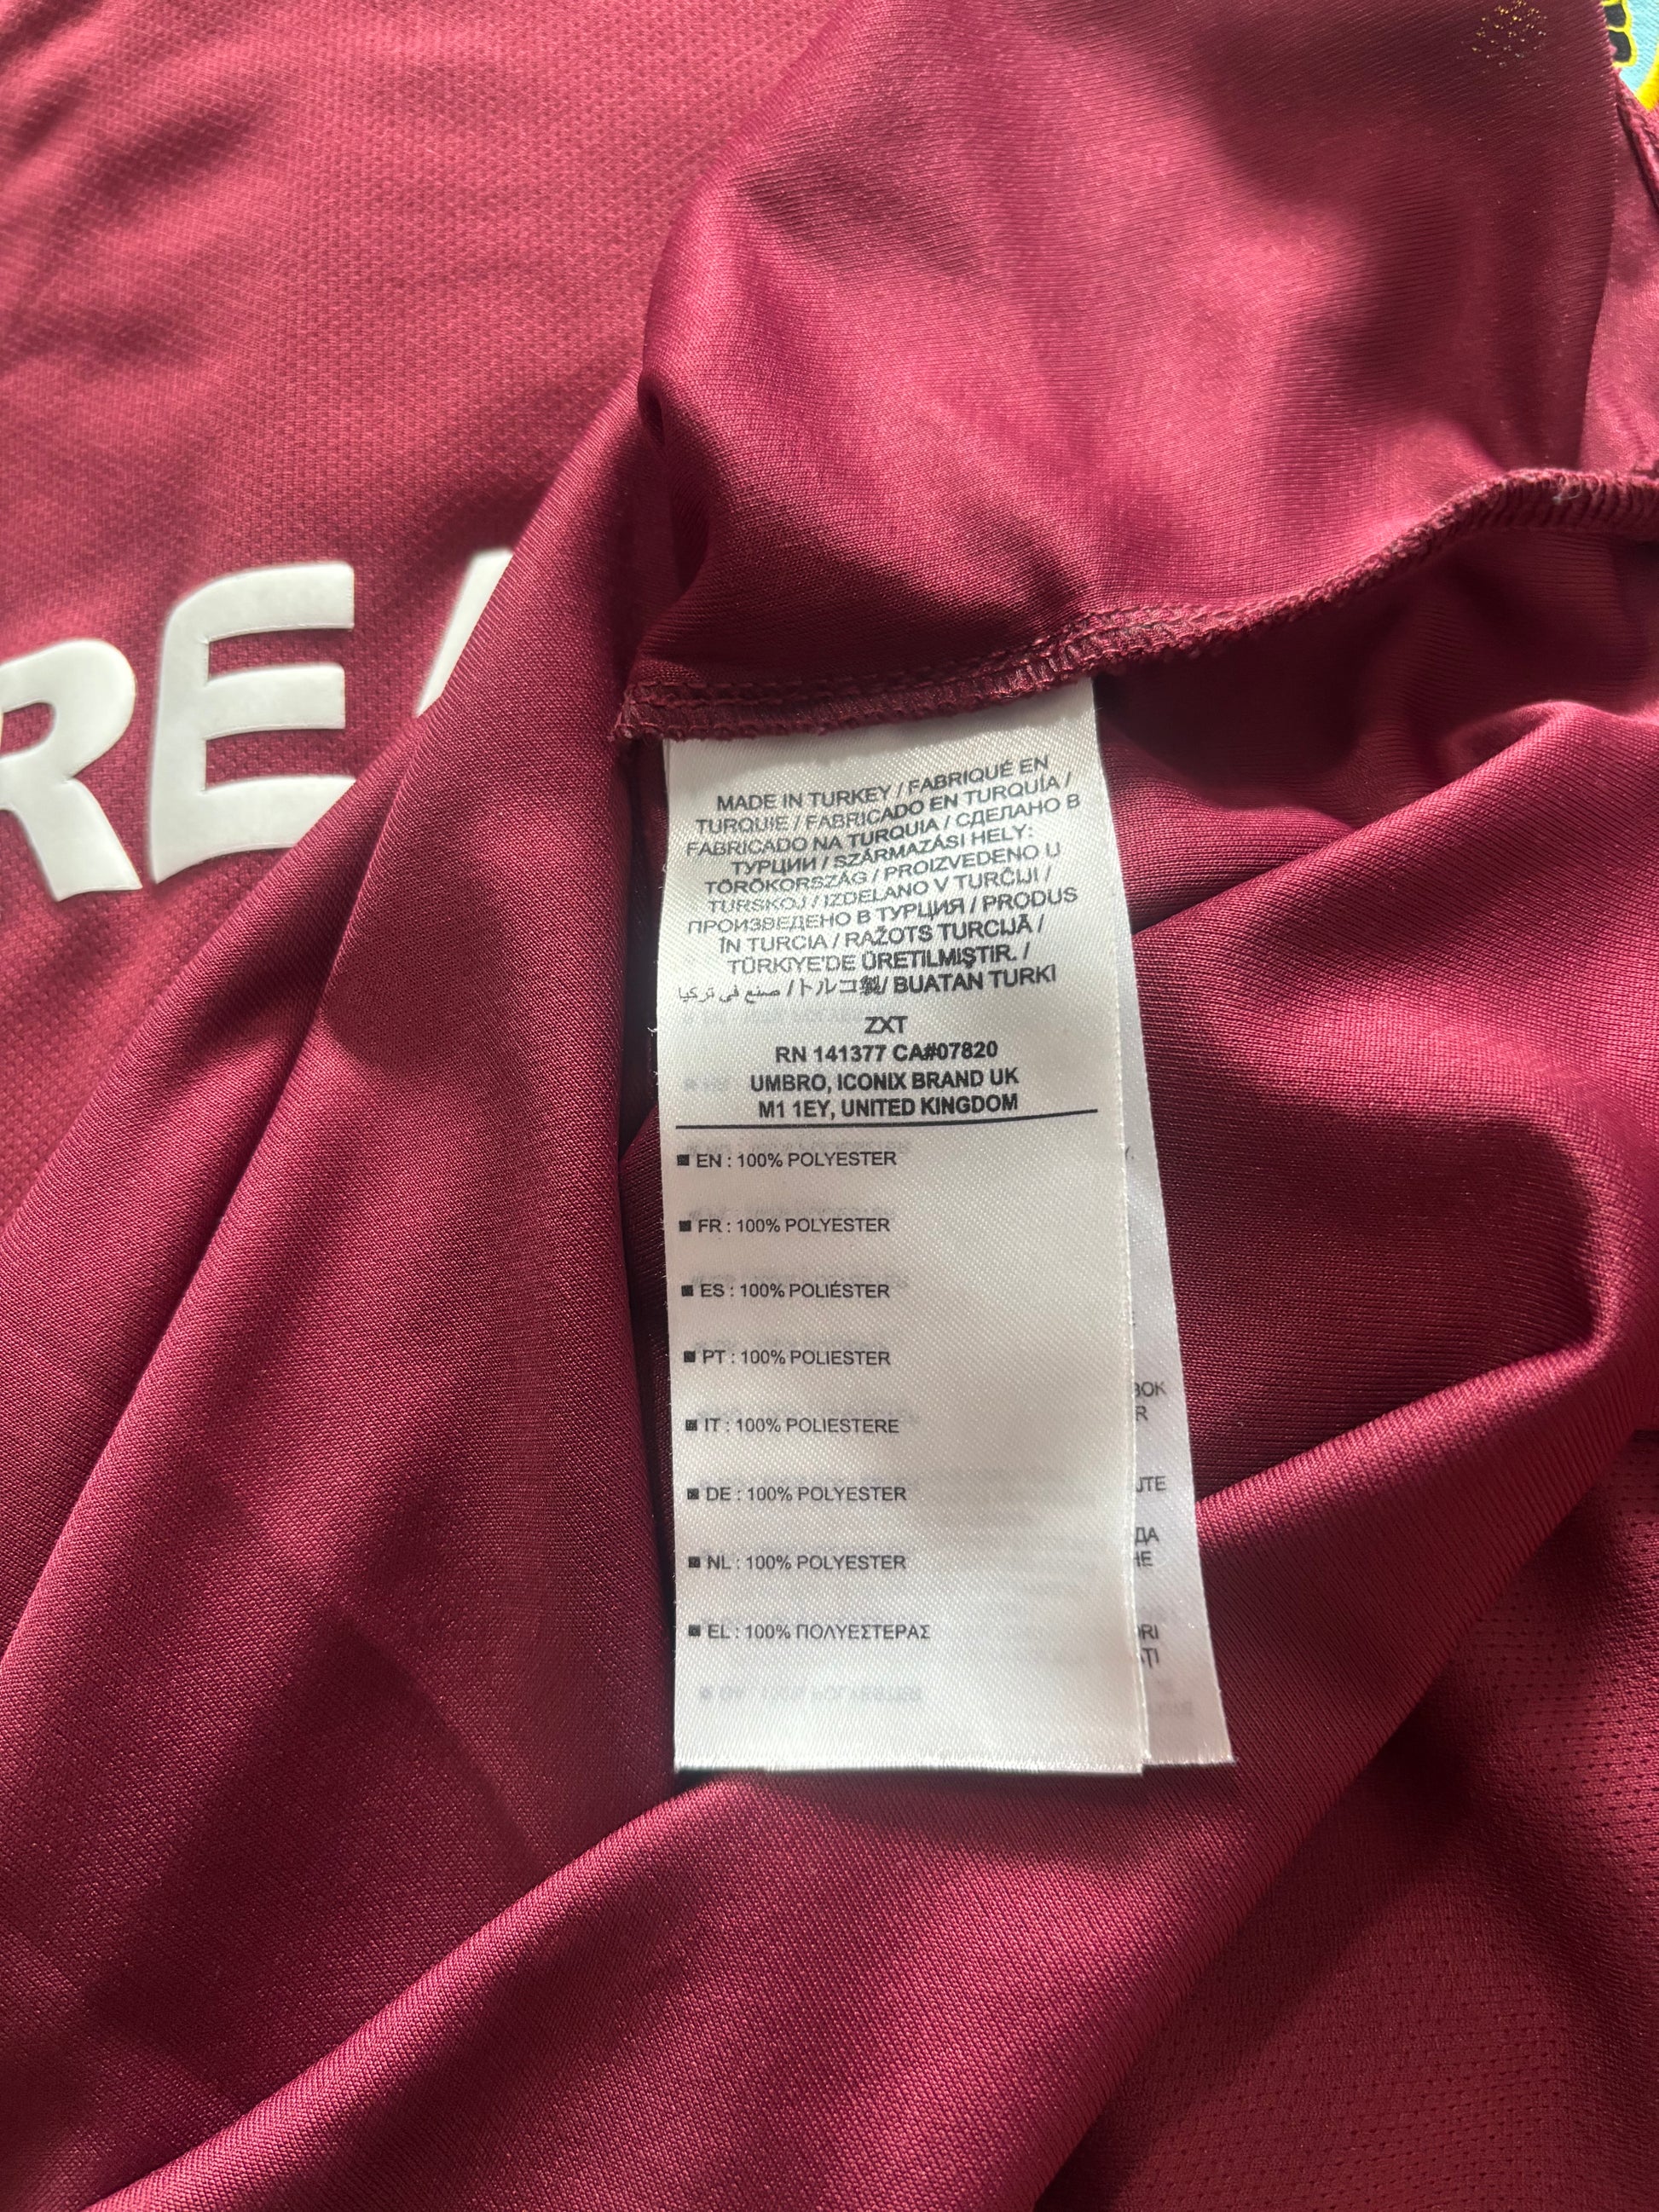 RE
MADE IN TURKEY / FABRIQUÉ EN
TURQUIE / FABRICADO EN TURQUÍA /
FABRICADO NA TURQUIA / СДЕЛАНО В
ТУРЦИИ / SZÁRMAZÁSI HELY:
TÖRÖKORSZÁG / PROIZVEDENO U
TURSKOJ / IZDELANO V TURČIJI /
ПРОИЗВЕДЕНО В ТУРЦИЯ / PRODUS
ÎN TURCIA / RAŽOTS TURCIJĀ /
TÜRKIYE'DE ÜRETILMIŞTIR. /
صنع في تركيا / トルコ製/ BUATAN TURKI
ZXT
RN 141377 CA#07820
UMBRO, ICONIX BRAND UK
M1 1EY, UNITED KINGDOM
EN : 100% POLYESTER
FR : 100% POLYESTER
ES : 100% POLIÉSTER
PT : 100% POLIESTER
IT : 100% POLIESTERE
DE : 100% POLYESTER
NL : 100% POLYESTER
EL : 100% ΠΟΛΥΕΣΤΕΡΑΣ